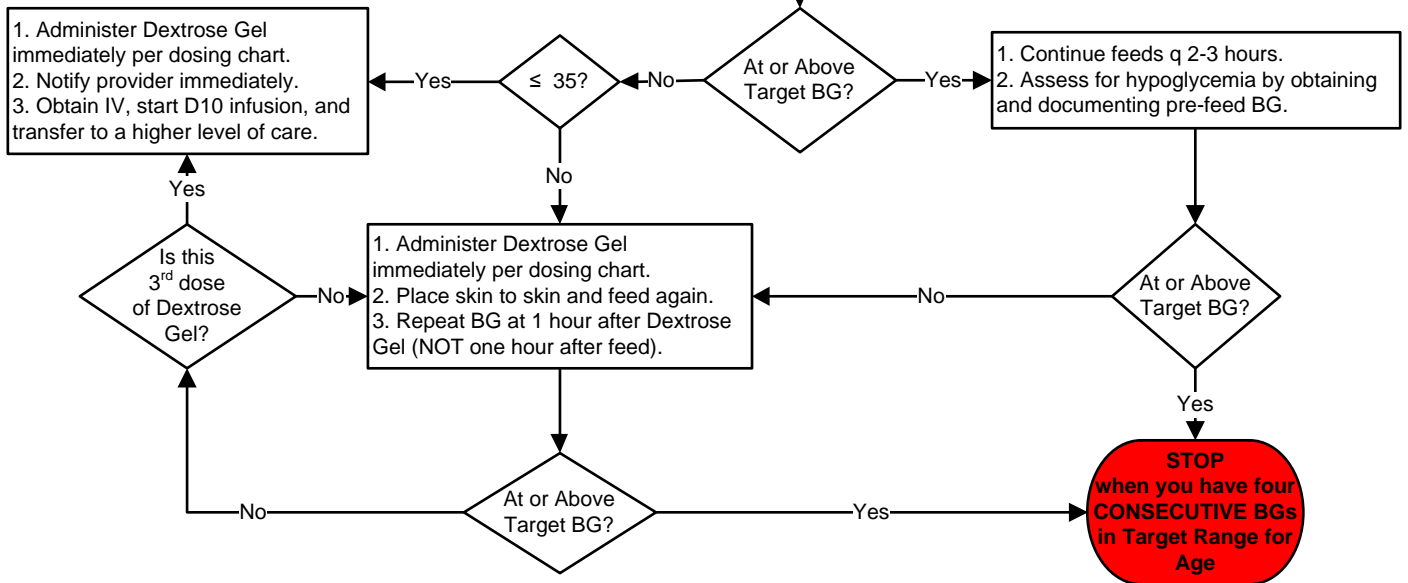 1. Administer Dextrose Gel
immediately per dosing chart.
2. Notify provider immediately.
3. Obtain IV, start D10 infusion, and
transfer to a higher level of care.
Yes
≤ 35?
No
At or Above
Target BG?
Yes
1. Continue feeds q 2-3 hours.
2. Assess for hypoglycemia by obtaining
and documenting pre-feed BG.
Yes
No
Is this
3rd dose
of Dextrose
Gel?
No
1. Administer Dextrose Gel
immediately per dosing chart.
2. Place skin to skin and feed again.
3. Repeat BG at 1 hour after Dextrose
Gel (NOT one hour after feed).
No
At or Above
Target BG?
Yes
No
At or Above
Target BG?
Yes
STOP
when you have four
CONSECUTIVE BGs
in Target Range for
Age